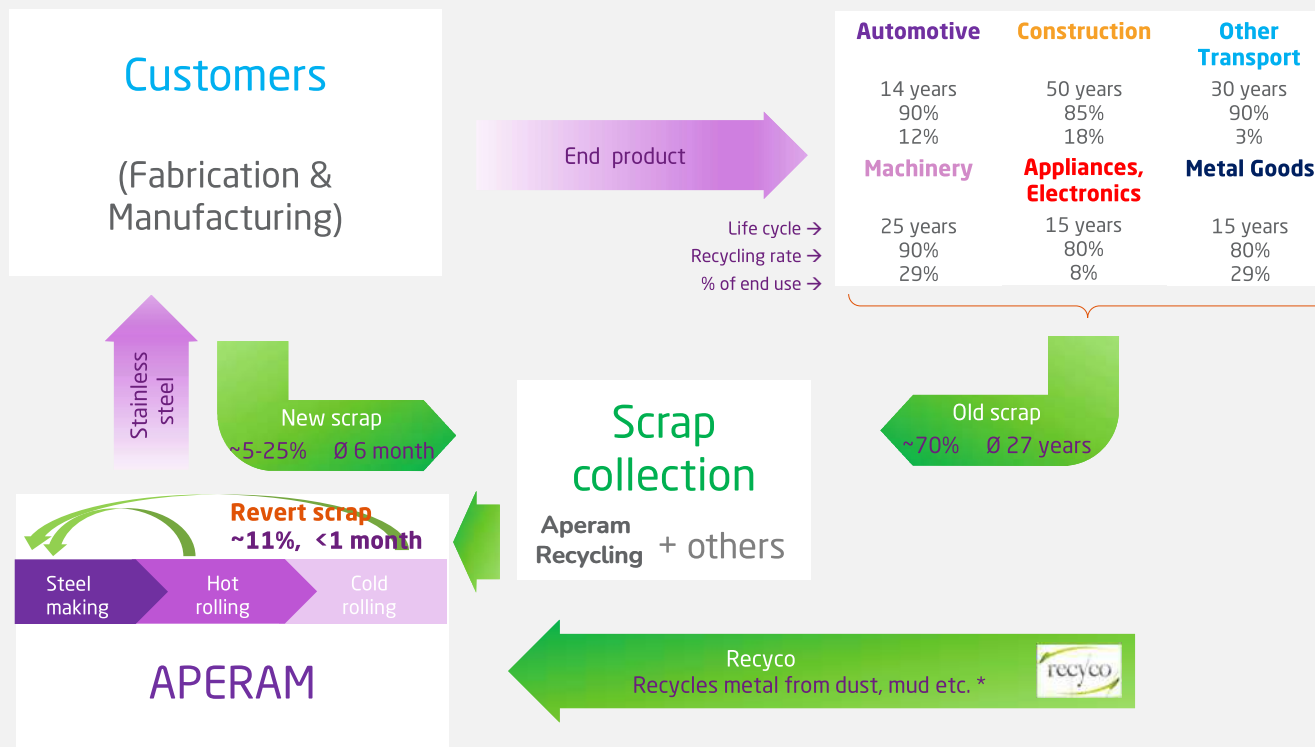 Customers
(Fabrication &
Manufacturing)
End product
Life cycle →
Recycling rate →
% of end use →
Automotive
14 years
90%
12%
Construction
50 years
85%
18%
Other
Transport
30 years
90%
3%
Machinery
25 years
90%
29%
Appliances,
Electronics
15 years
80%
8%
Metal Goods
15 years
80%
29%
Stainless
steel
New scrap
~5-25% Ø 6 month
Scrap
collection
Aperam
Recycling
+ others
Old scrap
~70% Ø 27 years
Revert scrap
~11%, <1 month
Steel
making
Hot
rolling
Cold
rolling
APERAM
Recyco
Recycles metal from dust, mud etc. *
recyco